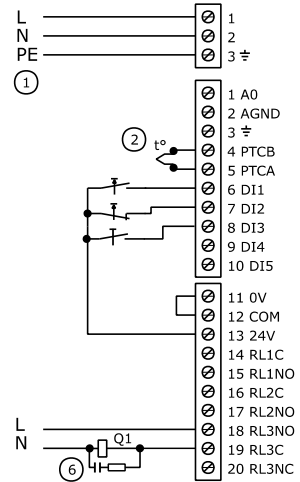 L
1
N
2
PE
3
1
1 A0
2 AGND
3
2
t°
4 PTCB
5 PTCA
6 DI1
7 DI2
8 DI3
9 DI4
10 DI5
11 0V
12 COM
13 24V
14 RL1C
15 RL1NO
16 RL2C
17 RL2NO
L
18 RL3NO
N
Q1
19 RL3C
6
20 RL3NC